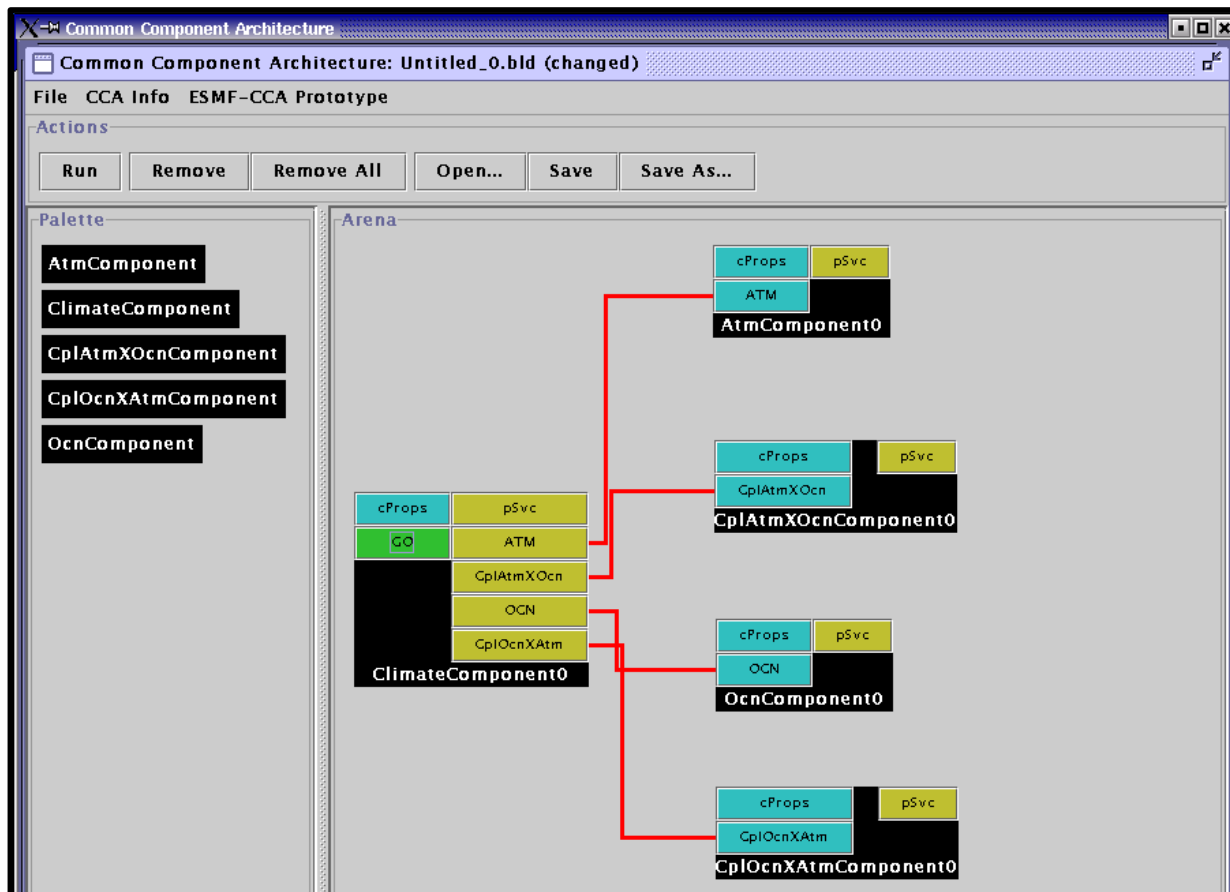 Common Component Architecture
Common Component Architecture: Untitled_0.bld (changed)
File CCA Info ESMF-CCA Prototype
Actions
Run Remove Remove All Open... Save Save As...
Palette
AtmComponent
ClimateComponent
CplAtmXOcnComponent
CplOcnXAtmComponent
OcnComponent
Arena
cProps pSvc
ATM
AtmComponent0
cProps pSvc
CplAtmXOcn
CplAtmXOcnComponent0
cProps pSvc
GO ATM
CplAtmXOcn
OCN
CplOcnXAtm
ClimateComponent0
cProps pSvc
OCN
OcnComponent0
cProps pSvc
CplOcnXAtm
CplOcnXAtmComponent0